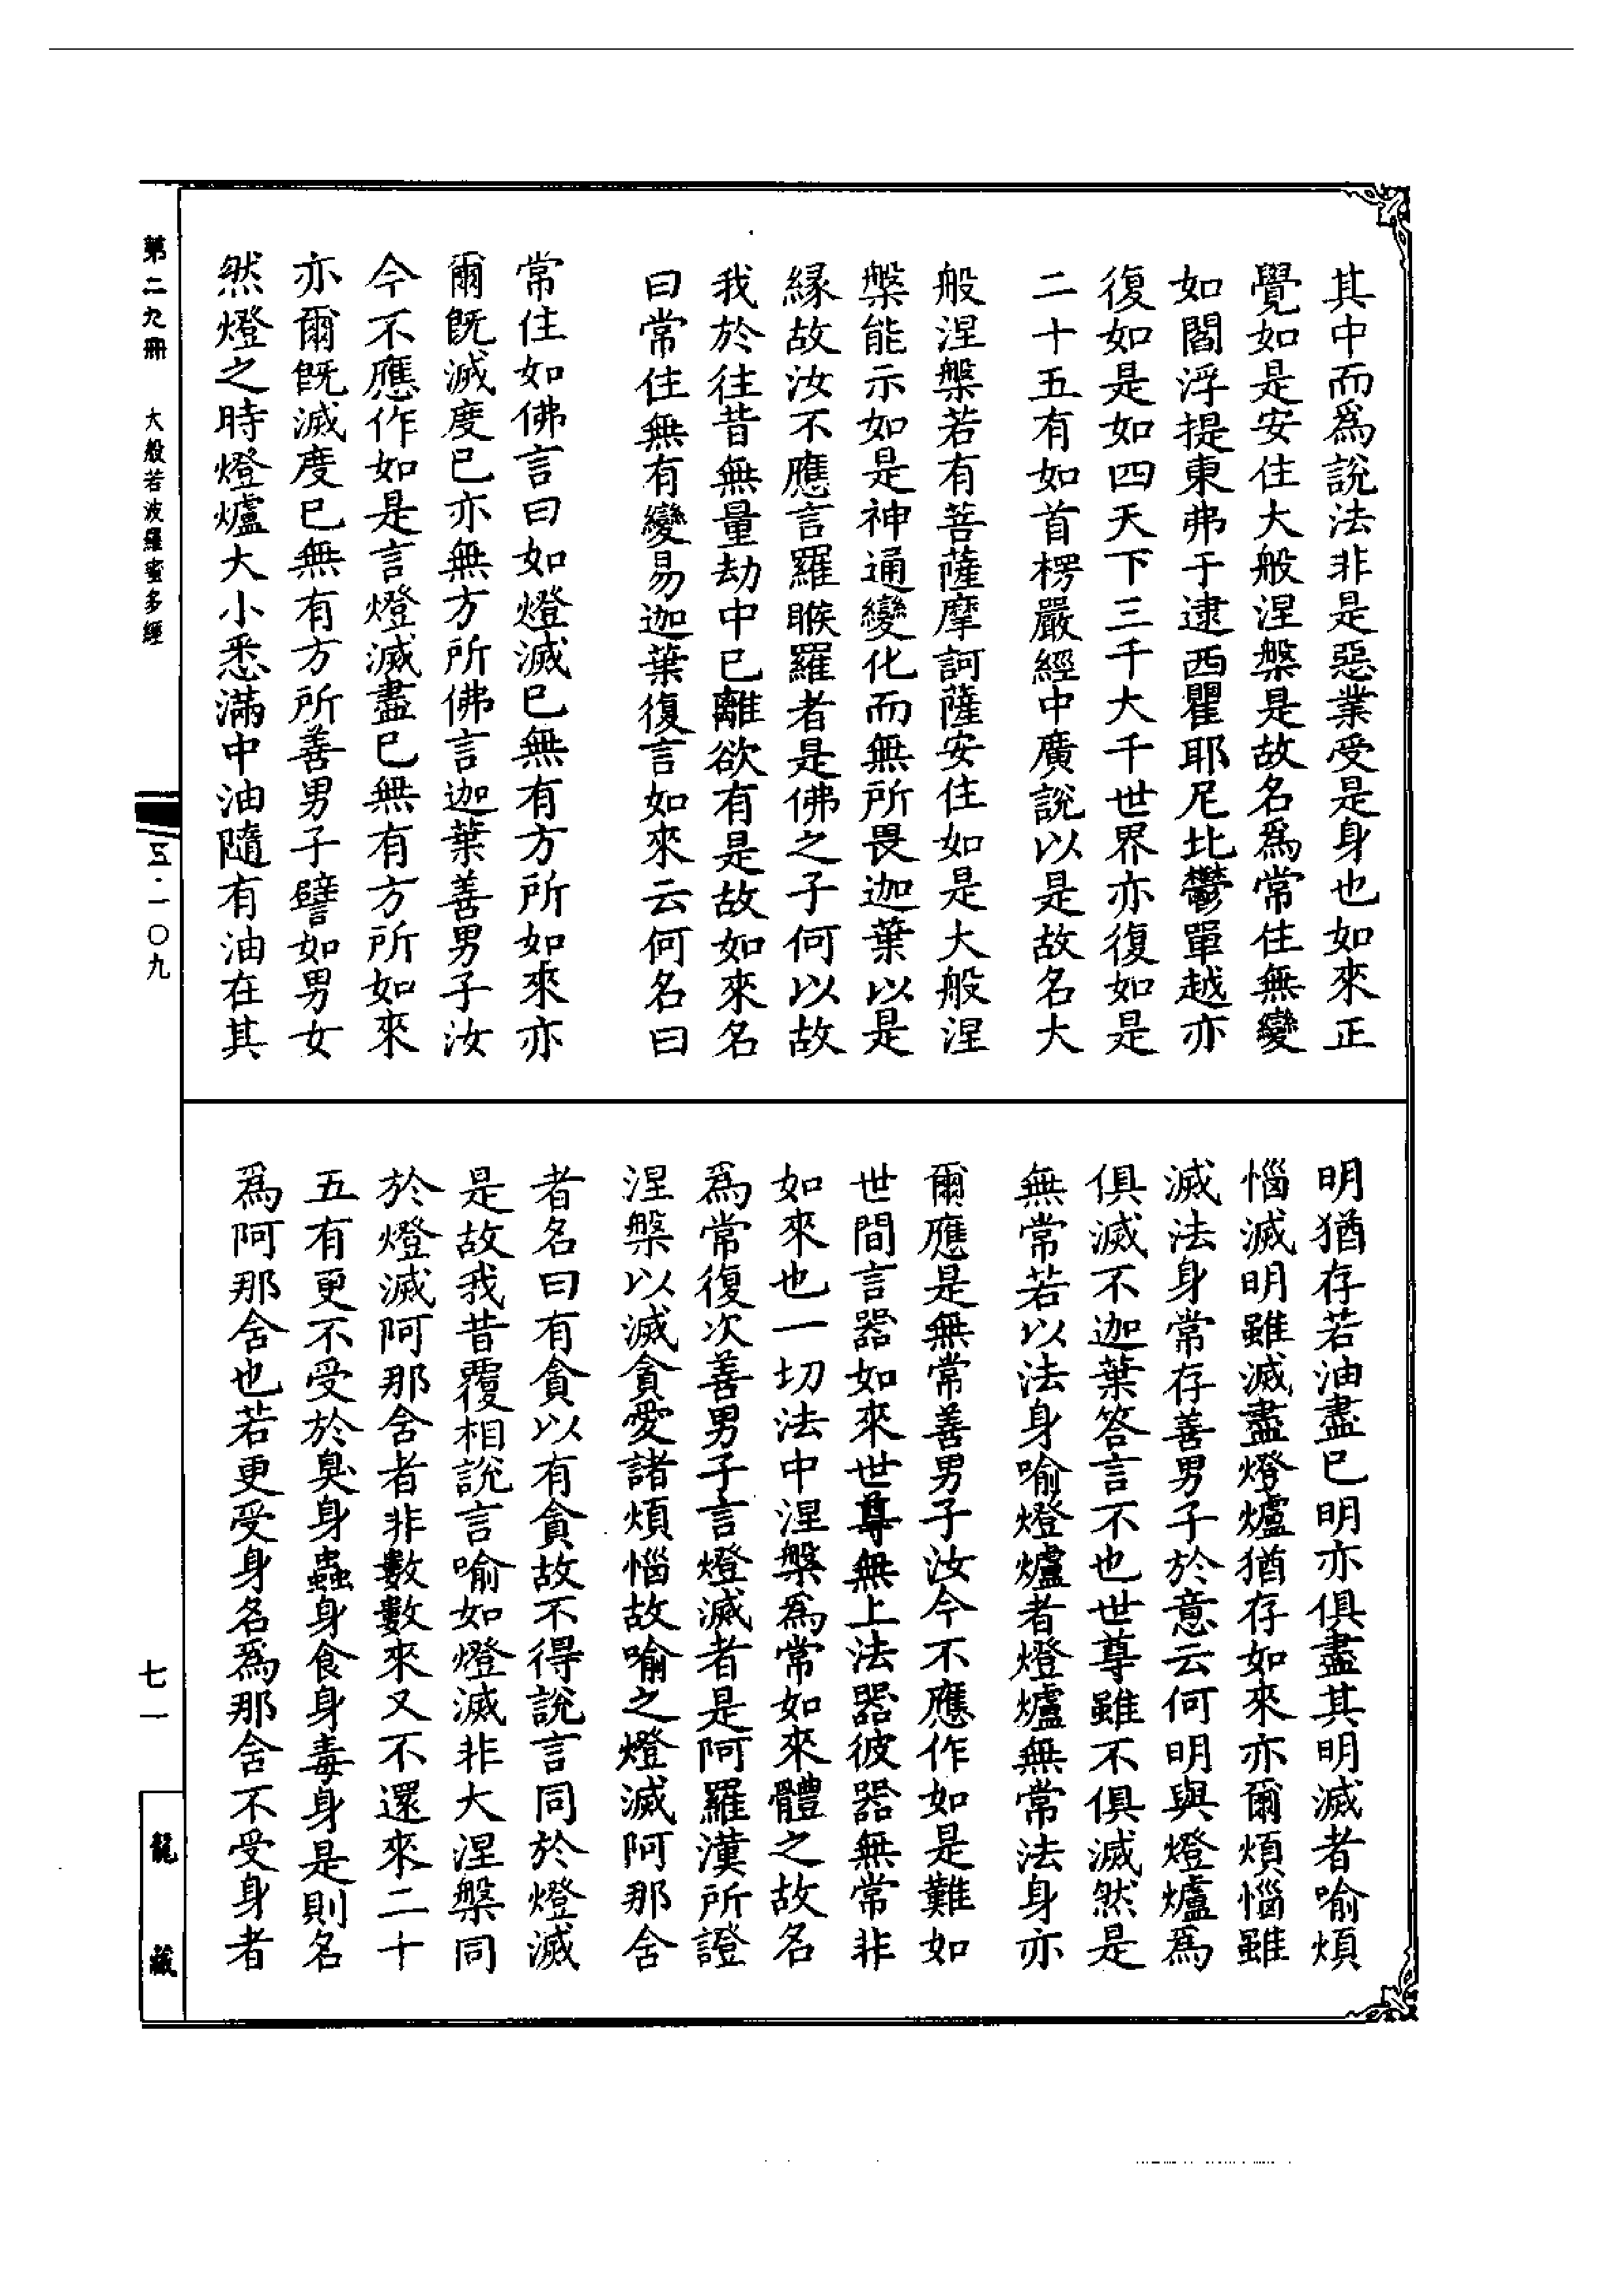 其中而爲說法非是惡業受是身也如來正
覺如是安住大般涅槃是故名爲常住無變
如閻浮提東弗于逮西瞿耶尼北鬱單越亦
復如是如四天下三千大千世界亦復如是
二十五有如首楞嚴經中廣說以是故名大
般涅槃若有菩薩摩訶薩安住如是大般涅
槃能示如是神通變化而無所畏迦葉以是
緣故汝不應言羅睺羅者是佛之子何以故
我於往昔無量劫中已離欲有是故如來名
曰常住無有變易迦葉復言如來云何名曰
常住如佛言曰如燈滅已無有方所如來亦
爾旣滅度已亦無方所佛言迦葉善男子汝
今不應作如是言燈滅盡已無有方所如來
亦爾旣滅度已無有方所善男子譬如男女
然燈之時燈爐大小悉滿中油隨有油在其
明猶存若油盡已明亦俱盡其明滅者喻煩
惱滅明雖滅盡燈爐猶存如來亦爾煩惱雖
滅法身常存善男子於意云何明與燈爐爲
俱滅不迦葉答言不也世尊雖不俱滅然是
無常若以法身喻燈爐者燈爐無常法身亦
爾應是無常善男子汝今不應作如是難如
世間言器如來世尊無上法器彼器無常非
如來也一切法中涅槃爲常如來體之故名
爲常復次善男子言燈滅者是阿羅漢所證
涅槃以滅貪愛諸煩惱故喻之燈滅阿那舍
者名曰有貪以有貪故不得說言同於燈滅
是故我昔覆相說言喻如燈滅非大涅槃同
於燈滅阿那舍者非數數來又不還來二十
五有更不受於臭身蟲身食身毒身是則名
爲阿那舍也若更受身名爲那舍不受身者
第二九冊 大般若波羅蜜多經
五·一〇九
七一
龍藏